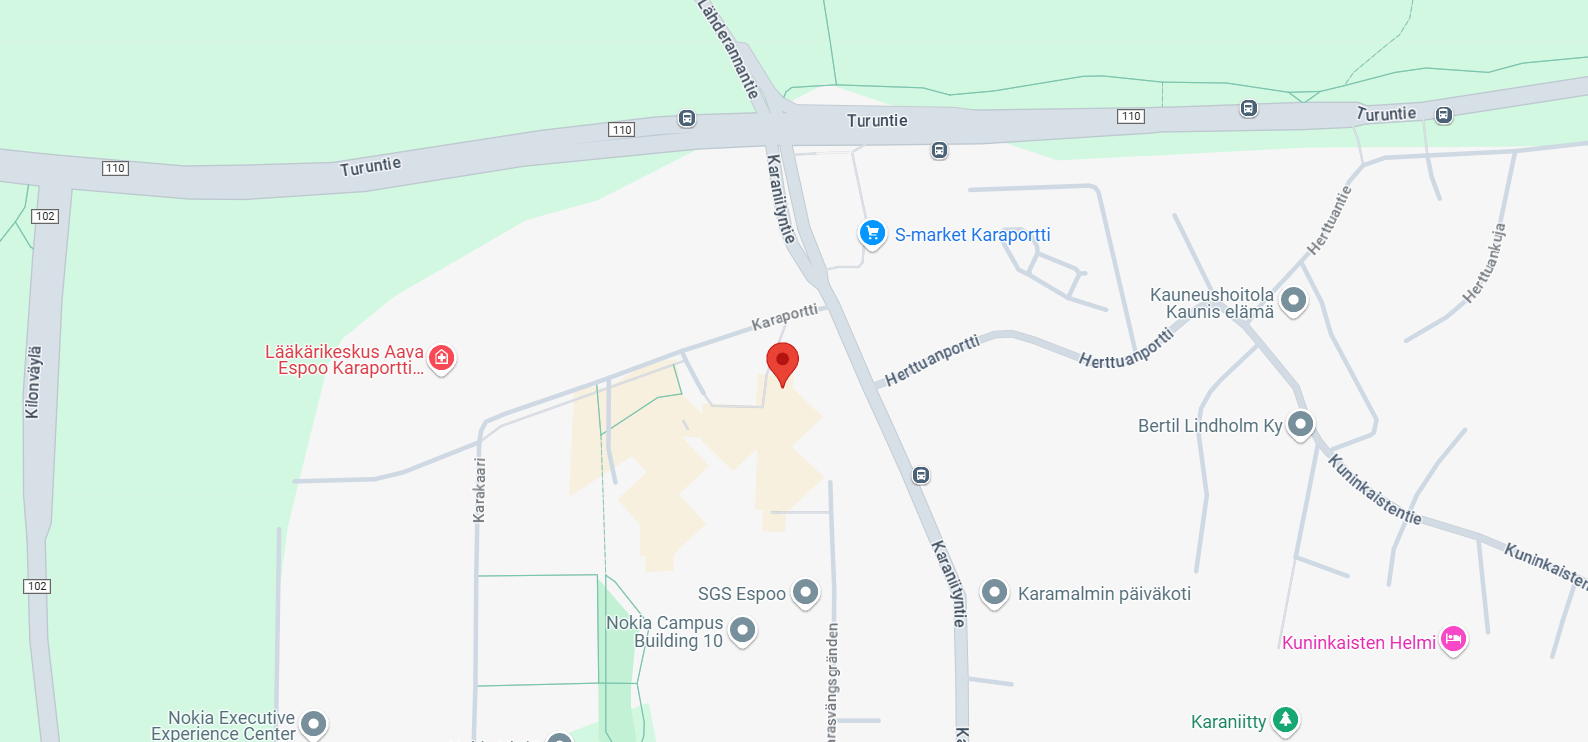 Lähderannantie
110
Turuntie
110
Turuntie
110
Turuntie
102
Karaniityntie
Herttuantie
S-market Karaportti
Herttuankuja
Kauneushoitola
Kaunis elämä
Karaportti
Lääkärikeskus Aava
Espoo Karaportti...
Herttuanportti
Herttuanportti
Kilonväylä
Bertil Lindholm Ky
Karakaari
Kuninkaistentie
Karaniityntie
Kuninkaisten
102
SGS Espoo
Karamalmin päiväkoti
Nokia Campus
Building 10
Kuninkaisten Helmi
arasvängsgränden
Nokia Executive
Experience Center
Karaniitty
Ka